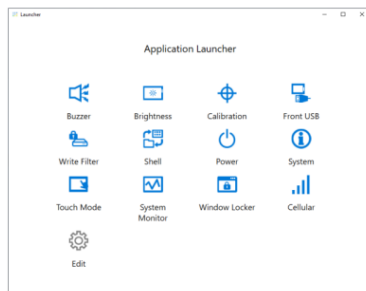 Launcher
Application Launcher
Buzzer Brightness Calibration Front USB
Write Filter Shell Power System
Touch Mode System Monitor Window Locker Cellular
Edit